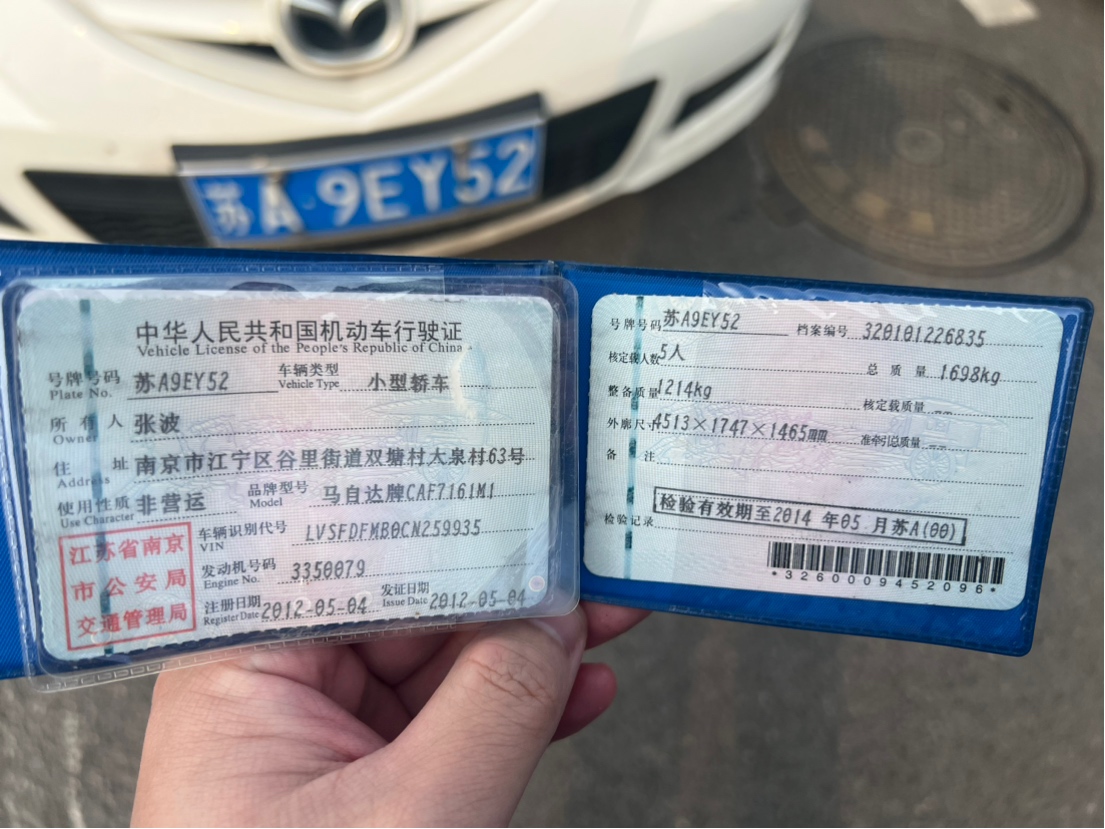 苏A·9EY52
中华人民共和国机动车行驶证
Vehicle License of the People's Republic of China
号牌号码 苏A9EY52 车辆类型 小型轿车
Plate No. Vehicle Type
所有人 张波
Owner
住址 南京市江宁区谷里街道双塘村大泉村63号
Address
使用性质 非营运 品牌型号 马自达牌CAF7161M1
Use Character Model
江苏省南京
市公安局
交通管理局
车辆识别代号 LVSFDFMB0CN259935
VIN
发动机号码 3350079
Engine No.
注册日期 2012-05-04 发证日期 2012-05-04
Register Date Issue Date
号牌号码 苏A9EY52 档案编号 320101226835
核定载人数 5人 总质量 1698kg
整备质量 1214kg 核定载质量 --
外廓尺寸 4513×1747×1465mm 准牵引总质量 --
备注
检验有效期至2014年05月苏A(00)
检验记录
*3260009452096*